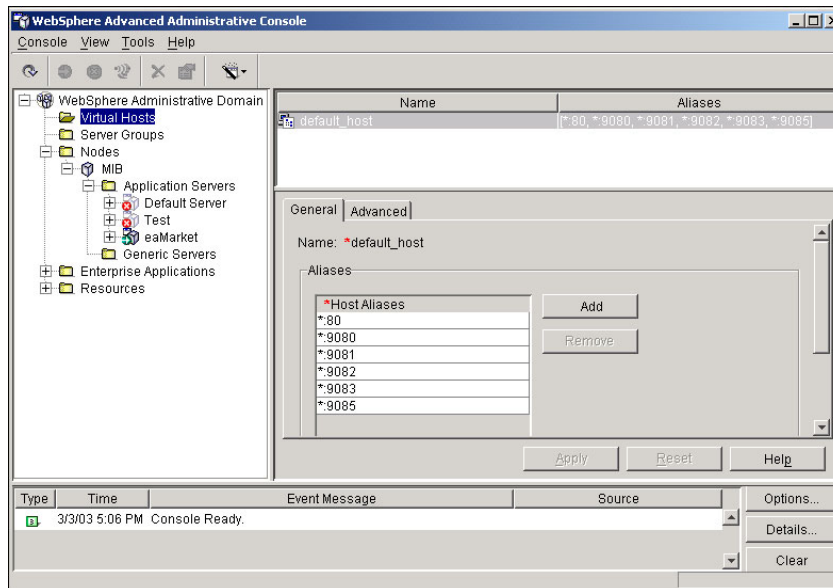 WebSphere Advanced Administrative Console
Console View Tools Help
WebSphere Administrative Domain
Virtual Hosts
Server Groups
Nodes
MIB
Application Servers
Default Server
Test
eaMarket
Generic Servers
Enterprise Applications
Resources
Name Aliases
default_host [*:80, *:9080, *:9081, *:9082, *:9083, *:9085]
General Advanced
Name: *default_host
Aliases
*Host Aliases
*:80
*:9080
*:9081
*:9082
*:9083
*:9085
Add
Remove
Apply Reset Help
Type Time Event Message Source
3/3/03 5:06 PM Console Ready.
Options...
Details...
Clear